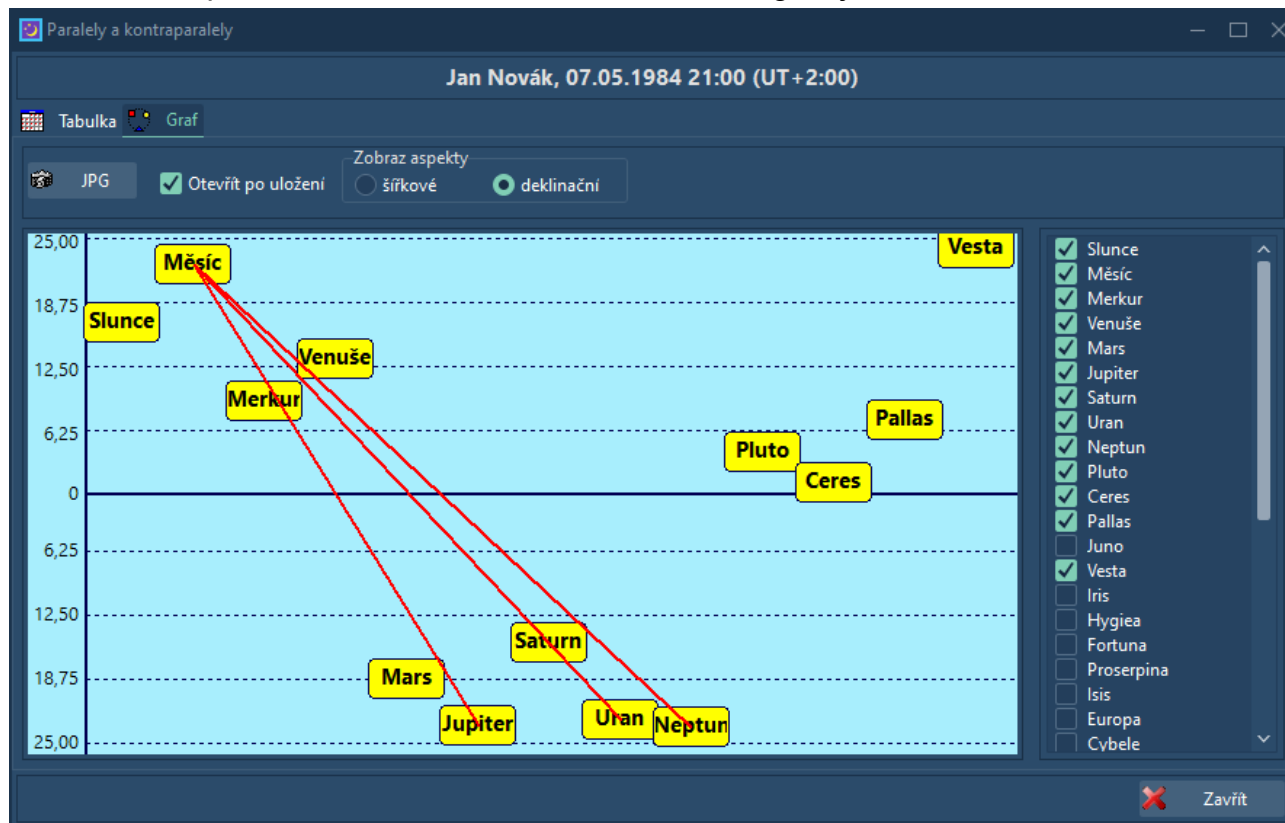 Paralely a kontraparalely
Jan Novák, 07.05.1984 21:00 (UT+2:00)
Tabulka Graf
JPG
Otevřít po uložení
Zobraz aspekty
šířkové
deklinační
25,00
18,75
12,50
6,25
0
6,25
12,50
18,75
25,00
Měsíc
Vesta
Slunce
Venuše
Merkur
Pallas
Pluto
Ceres
Saturn
Mars
Jupiter
Uran
Neptun
Slunce
Měsíc
Merkur
Venuše
Mars
Jupiter
Saturn
Uran
Neptun
Pluto
Ceres
Pallas
Juno
Vesta
Iris
Hygiea
Fortuna
Proserpina
Isis
Europa
Cybele
Zavřít